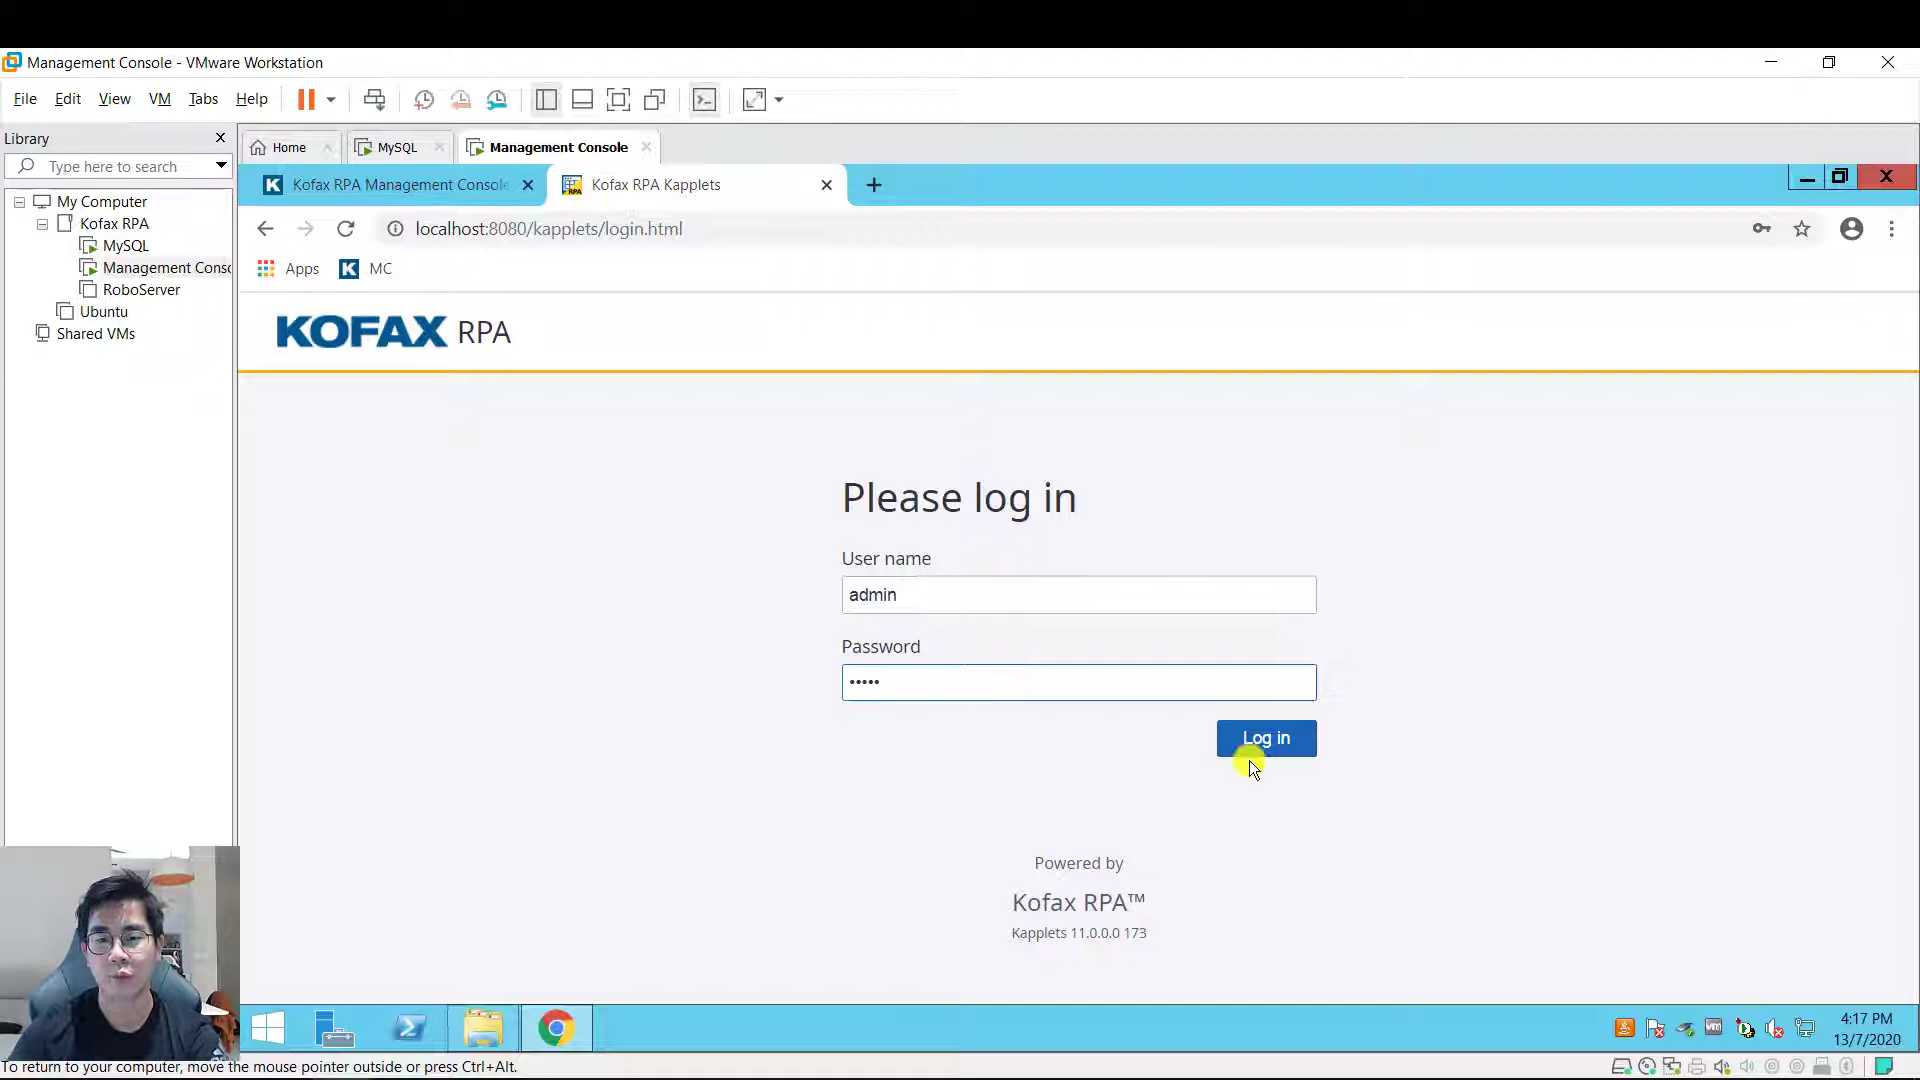 Management Console - VMware Workstation
File Edit View VM Tabs Help
Library
Type here to search
My Computer
Kofax RPA
MySQL
Management Consc
RoboServer
Ubuntu
Shared VMs
Home MySQL Management Console
Kofax RPA Management Console Kofax RPA Kapplets
localhost:8080/kapplets/login.html
Apps MC
KOFAX RPA
Please log in
User name
admin
Password
•••••
Log in
Powered by
Kofax RPA™
Kapplets 11.0.0.0 173
4:17 PM
13/7/2020
To return to your computer, move the mouse pointer outside or press Ctrl+Alt.